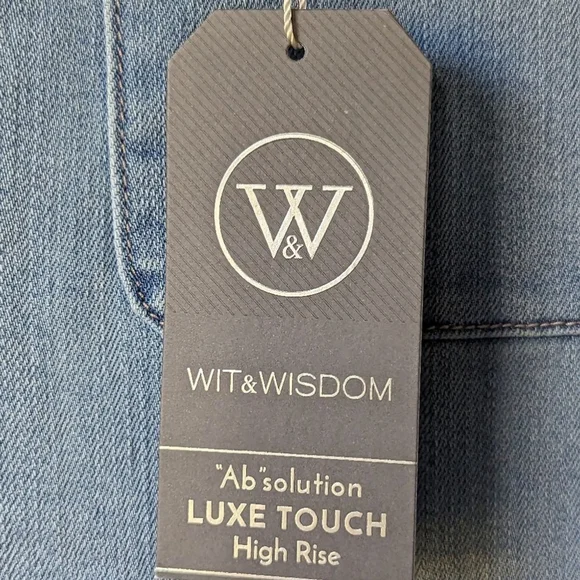 W&W
WIT&WISDOM
"Ab"solution
LUXE TOUCH
High Rise